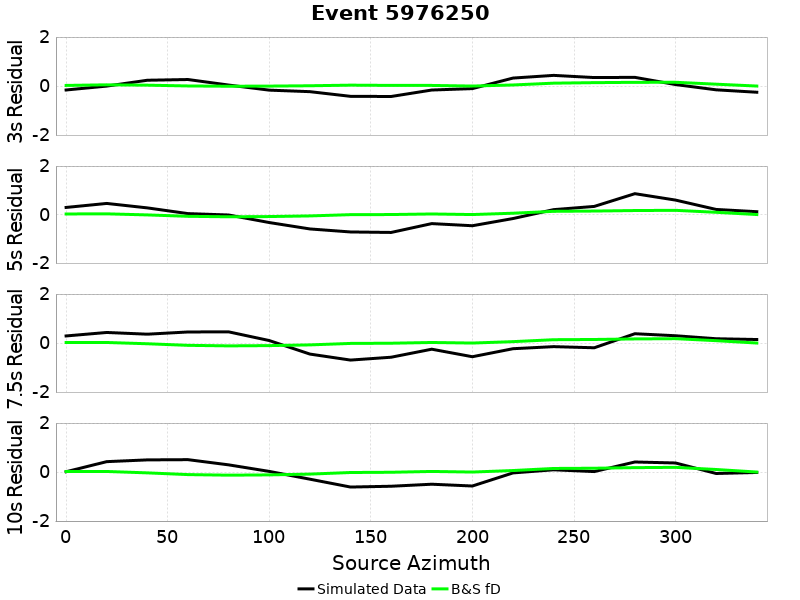 Event 5976250
3s Residual
2
0
-2
5s Residual
2
0
-2
7.5s Residual
2
0
-2
10s Residual
2
0
-2
0 50 100 150 200 250 300
Source Azimuth
Simulated Data B&S fD